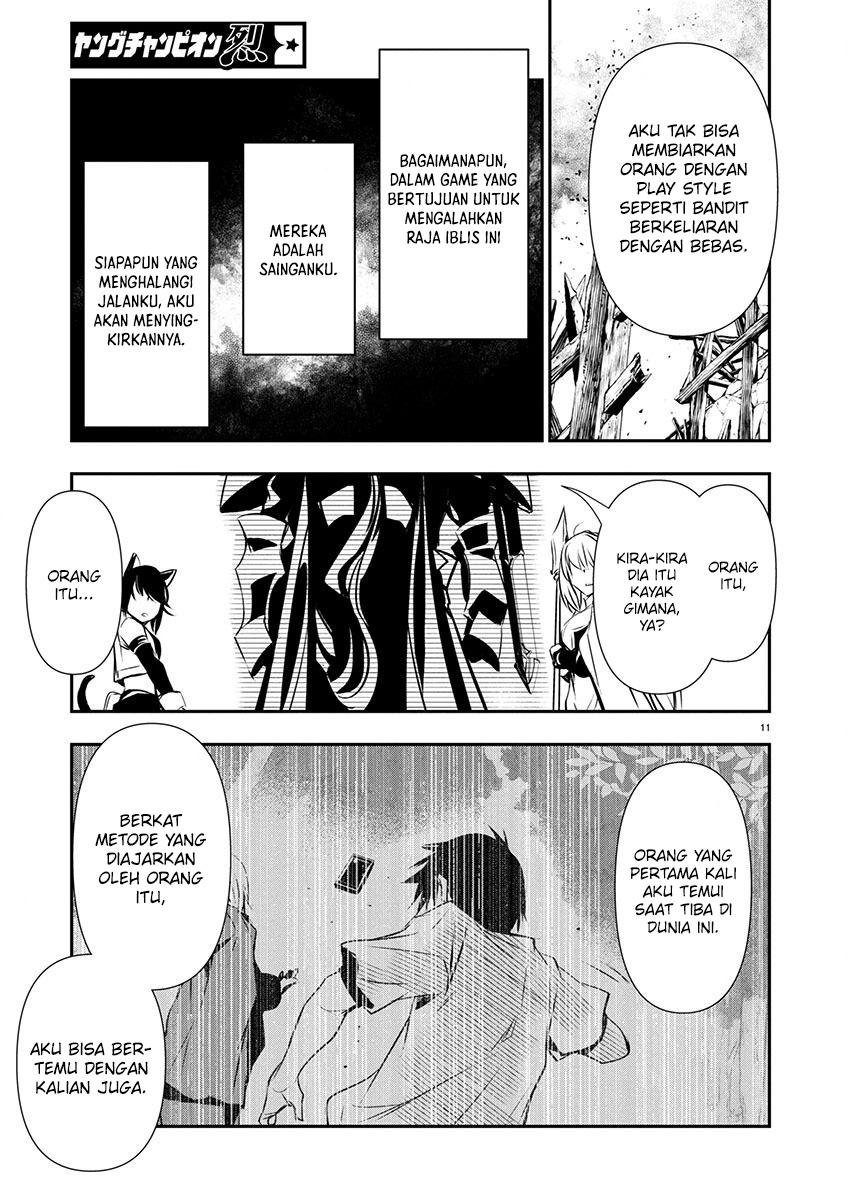 ヤングチャンピオン烈
AKU TAK BISA
MEMBIARKAN
ORANG DENGAN
PLAY STYLE
SEPERTI BANDIT
BERKELIARAN
DENGAN BEBAS.
BAGAIMANAPUN,
DALAM GAME YANG
BERTUJUAN UNTUK
MENGALAHKAN
RAJA IBLIS INI
MEREKA
ADALAH
SAINGANKU.
SIAPAPUN YANG
MENGHALANGI
JALANKU, AKU
AKAN MENYING-
KIRKANNYA.
ORANG
ITU,
KIRA-KIRA
DIA ITU
KAYAK
GIMANA,
YA?
ORANG
ITU...
11
ORANG YANG
PERTAMA KALI
AKU TEMUI
SAAT TIBA DI
DUNIA INI.
BERKAT
METODE YANG
DIAJARKAN
OLEH ORANG
ITU,
AKU BISA BER-
TEMU DENGAN
KALIAN JUGA.